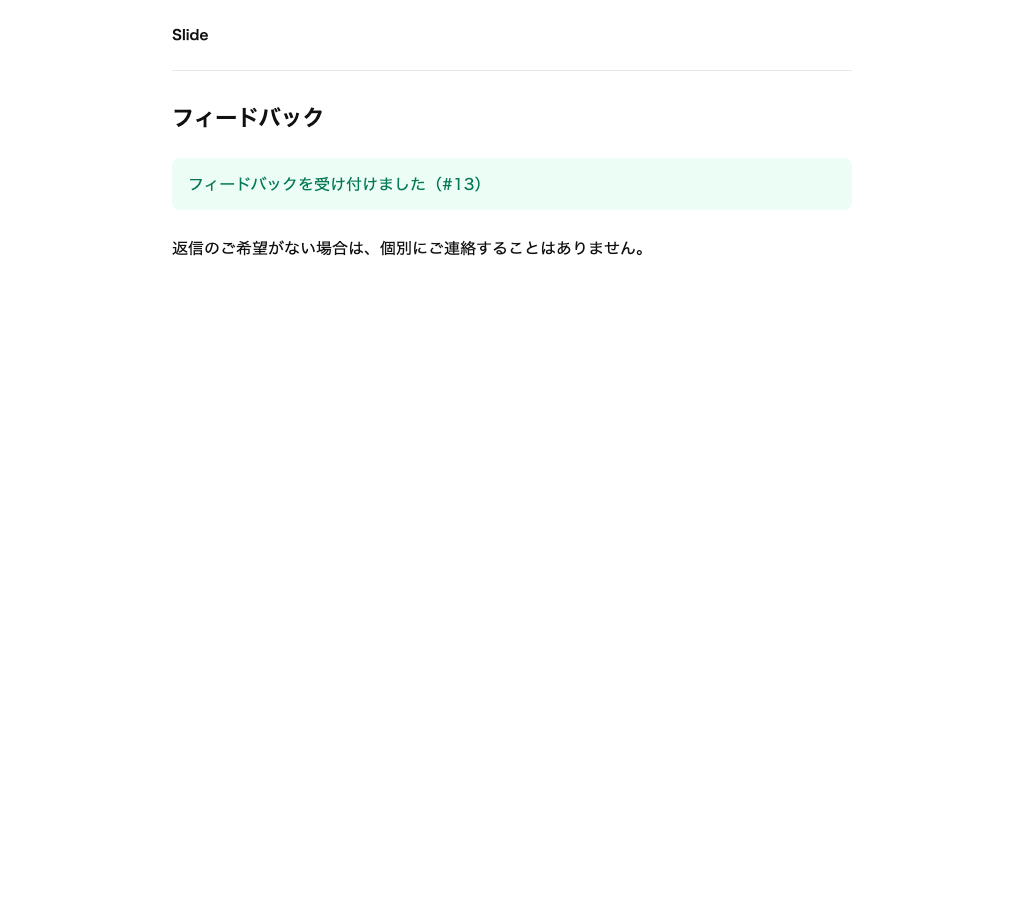 Slide
フィードバック
フィードバックを受け付けました（#13）
返信のご希望がない場合は、個別にご連絡することはありません。